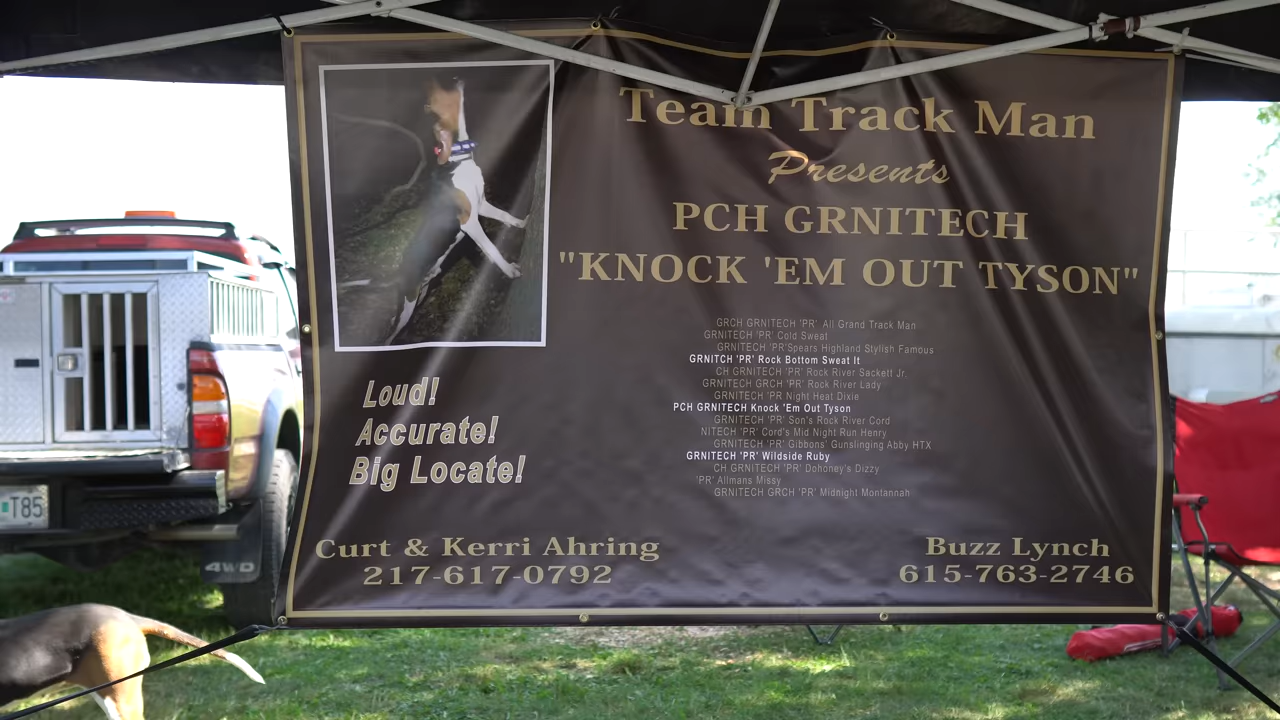 Team Track Man
Presents
PCH GRNITECH
"KNOCK 'EM OUT TYSON"
GRCH GRNITECH 'PR' All Grand Track Man
GRNITECH 'PR' Cold Sweat
GRNITECH 'PR'Spears Highland Stylish Famous
GRNITCH 'PR' Rock Bottom Sweat It
CH GRNITECH 'PR' Rock River Sackett Jr.
GRNITECH GRCH 'PR' Rock River Lady
GRNITECH 'PR Night Heat Dixie
PCH GRNITECH Knock 'Em Out Tyson
GRNITECH 'PR' Son's Rock River Cord
NITECH 'PR' Cord's Mid Night Run Henry
GRNITECH 'PR' Gibbons' Gunslinging Abby HTX
GRNITECH 'PR' Wildside Ruby
CH GRNITECH 'PR' Dohoney's Dizzy
'PR' Allmans Missy
GRNITECH GRCH 'PR' Midnight Montannah
Loud!
Accurate!
Big Locate!
Curt & Kerri Ahring
217-617-0792
Buzz Lynch
615-763-2746
T85
4WD